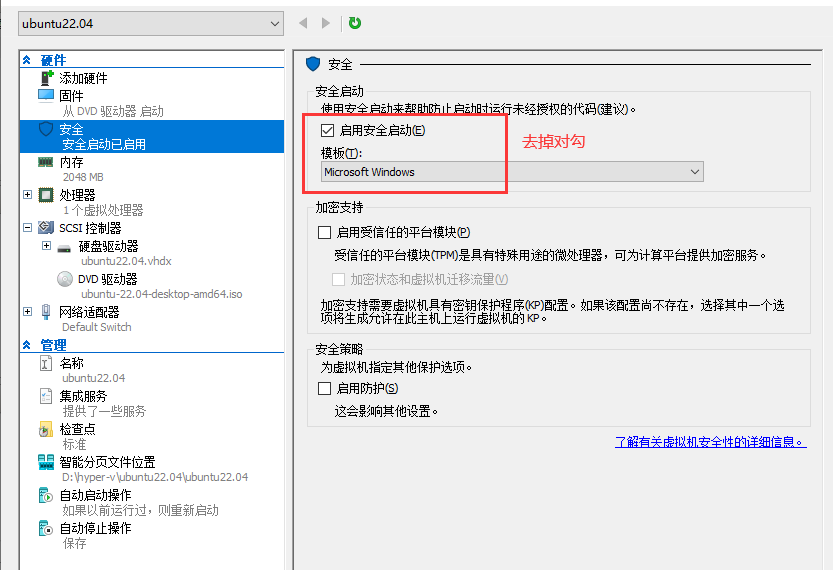 ubuntu22.04
硬件
添加硬件
固件
从 DVD 驱动器 启动
安全
安全启动已启用
内存
2048 MB
处理器
1 个虚拟处理器
SCSI 控制器
硬盘驱动器
ubuntu22.04.vhdx
DVD 驱动器
ubuntu-22.04-desktop-amd64.iso
网络适配器
Default Switch
管理
名称
ubuntu22.04
集成服务
提供了一些服务
检查点
标准
智能分页文件位置
D:\hyper-v\ubuntu22.04\ubuntu22.04
自动启动操作
如果以前运行过，则重新启动
自动停止操作
保存
安全
安全启动
使用安全启动来帮助防止启动时运行未经授权的代码(建议)。
启用安全启动(E)
去掉对勾
模板(T):
Microsoft Windows
加密支持
启用受信任的平台模块(P)
受信任的平台模块(TPM)是具有特殊用途的微处理器，可为计算平台提供加密服务。
加密状态和虚拟机迁移流量(V)
加密支持需要虚拟机具有密钥保护程序(KP)配置。如果该配置尚不存在，选择其中一个选
项将生成允许在此主机上运行虚拟机的 KP。
安全策略
为虚拟机指定其他保护选项。
启用防护(S)
这会影响其他设置。
了解有关虚拟机安全性的详细信息。